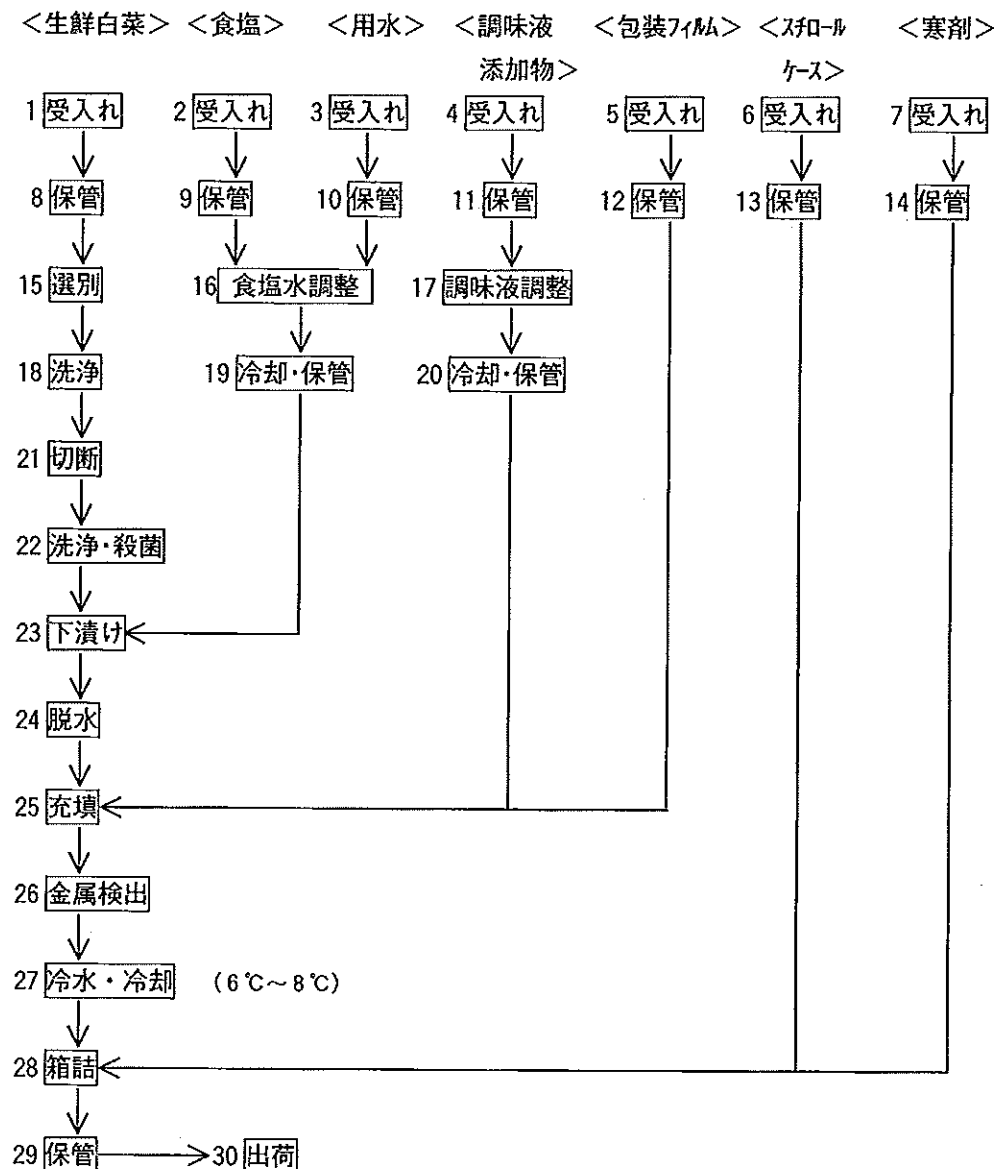 ＜生鮮白菜＞ ＜食塩＞ ＜用水＞ ＜調味液 ＜包装フィルム＞ ＜スチロール ＜寒剤＞
添加物＞ ケース＞
1 受入れ 2 受入れ 3 受入れ 4 受入れ 5 受入れ 6 受入れ 7 受入れ
8 保管 9 保管 10 保管 11 保管 12 保管 13 保管 14 保管
15 選別 16 食塩水調整 17 調味液調整
18 洗浄 19 冷却・保管 20 冷却・保管
21 切断
22 洗浄・殺菌
23 下漬け
24 脱水
25 充填
26 金属検出
27 冷水・冷却 （6℃～8℃）
28 箱詰
29 保管 30 出荷